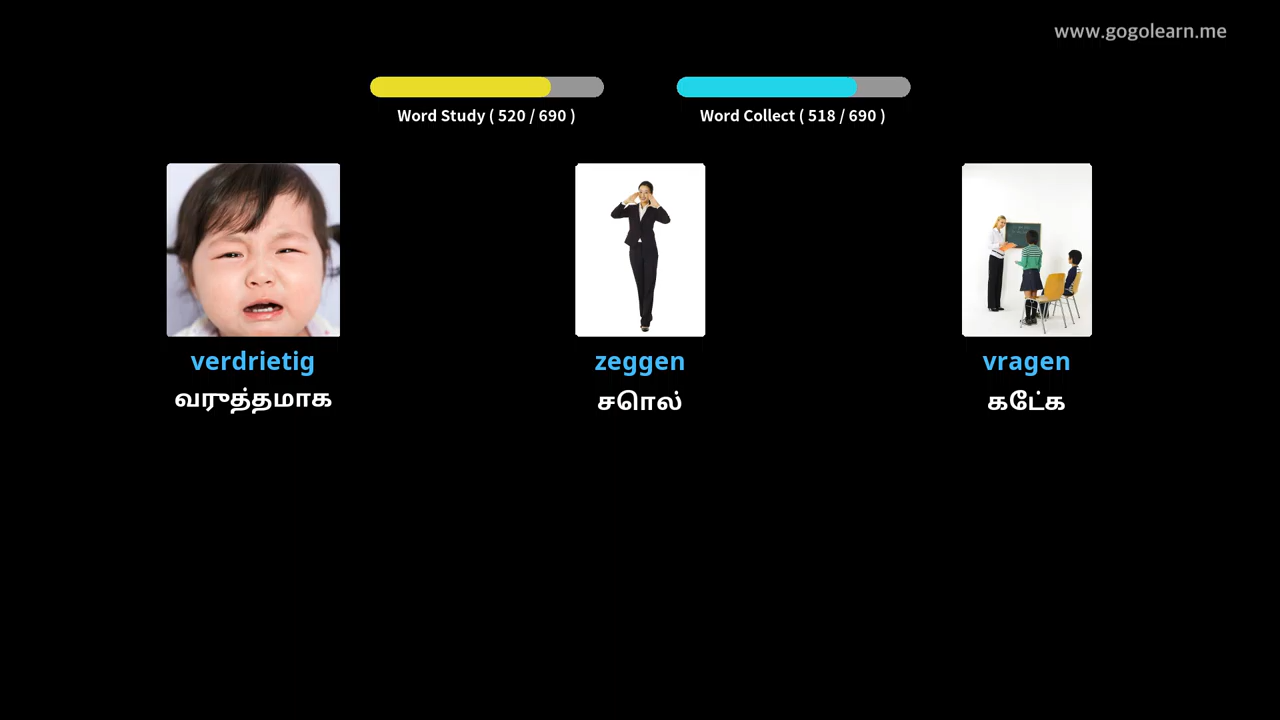 www.gogolearn.me
Word Study ( 520 / 690 )
Word Collect ( 518 / 690 )
verdrietig
zeggen
vragen
வருத்தமாக
சொல்
கேட்க